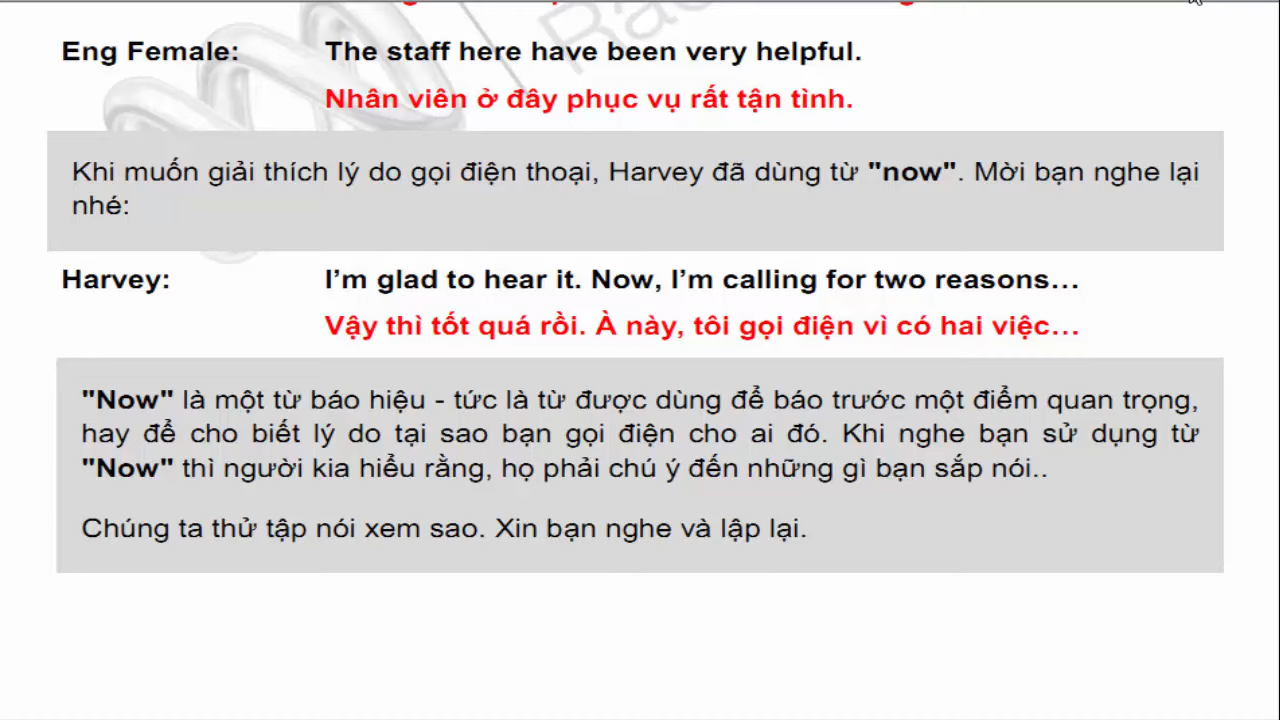 Eng Female: The staff here have been very helpful.
Nhân viên ở đây phục vụ rất tận tình.
Khi muốn giải thích lý do gọi điện thoại, Harvey đã dùng từ "now". Mời bạn nghe lại
nhé:
Harvey: I’m glad to hear it. Now, I’m calling for two reasons…
Vậy thì tốt quá rồi. À này, tôi gọi điện vì có hai việc…
"Now" là một từ báo hiệu - tức là từ được dùng để báo trước một điểm quan trọng,
hay để cho biết lý do tại sao bạn gọi điện cho ai đó. Khi nghe bạn sử dụng từ
"Now" thì người kia hiểu rằng, họ phải chú ý đến những gì bạn sắp nói..
Chúng ta thử tập nói xem sao. Xin bạn nghe và lập lại.